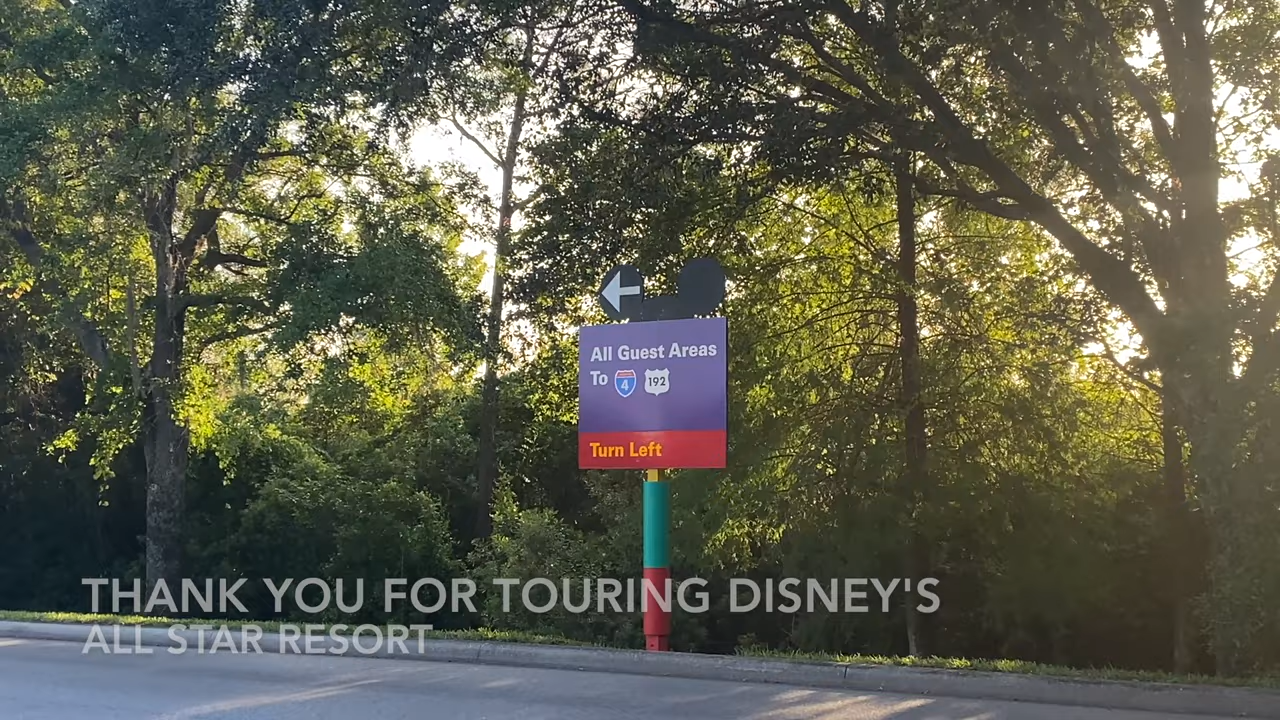 All Guest Areas
To 4 192
Turn Left
THANK YOU FOR TOURING DISNEY'S
ALL STAR RESORT